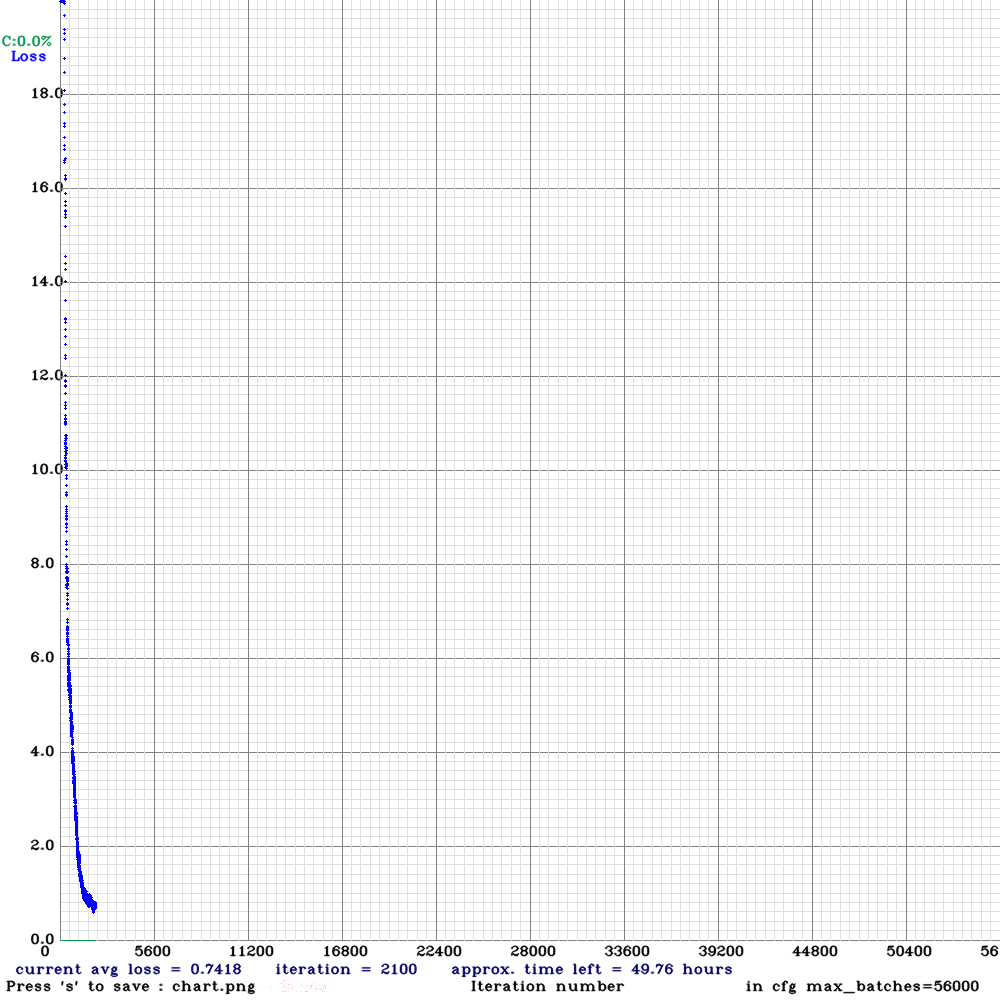 C:0.0%
Loss
18.0
16.0
14.0
12.0
10.0
8.0
6.0
4.0
2.0
0.0
0 5600 11200 16800 22400 28000 33600 39200 44800 50400 56
current avg loss = 0.7418 iteration = 2100 approx. time left = 49.76 hours
Press 's' to save : chart.png Iteration number in cfg max_batches=56000